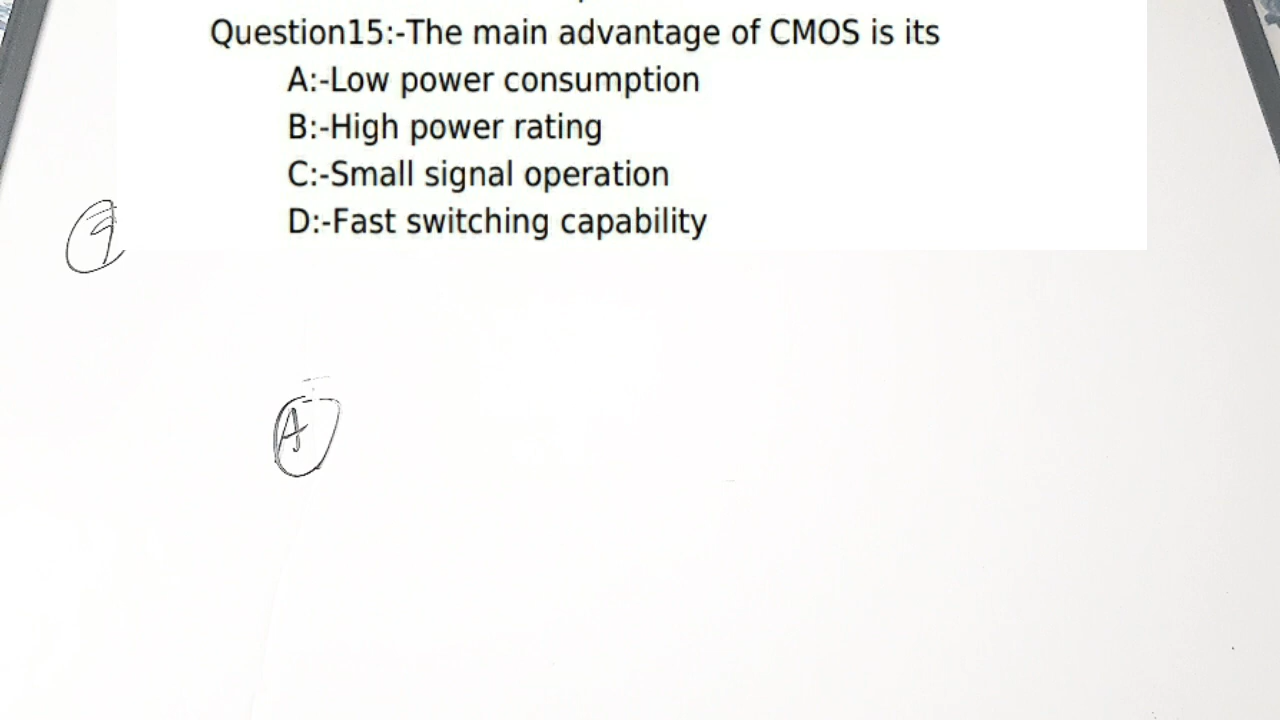 Question15:-The main advantage of CMOS is its
A:-Low power consumption
B:-High power rating
C:-Small signal operation
D:-Fast switching capability
A